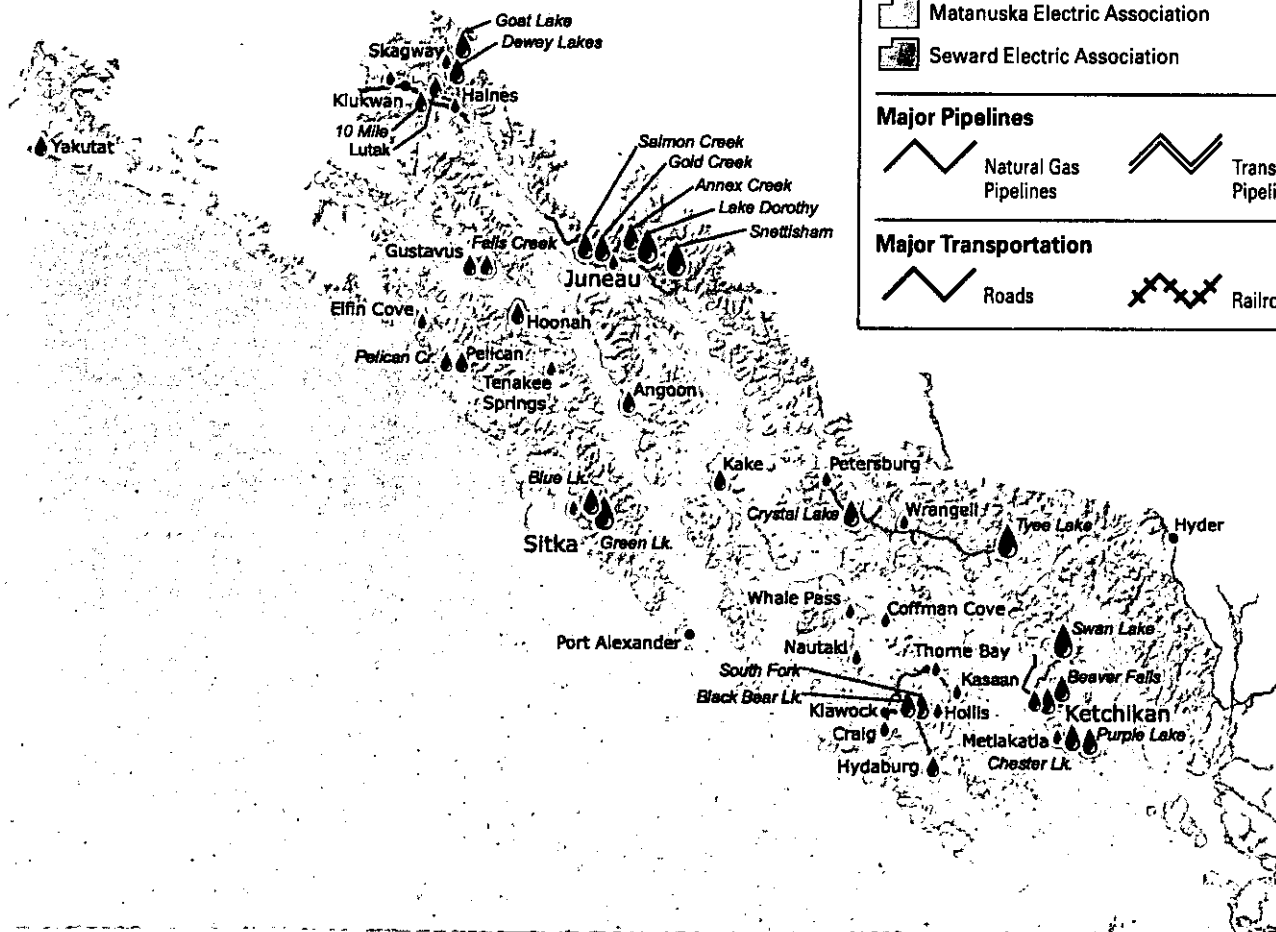 Matanuska Electric Association
Seward Electric Association
Major Pipelines
Natural Gas
Pipelines
Trans
Pipeli
Major Transportation
Roads
Railro
Goat Lake
Skagway
Dewey Lakes
Klukwan
Haines
10 Mile
Lutak
Yakutat
Salmon Creek
Gold Creek
Annex Creek
Lake Dorothy
Snettisham
Gustavus
Falls Creek
Juneau
Elfin Cove
Hoonah
Pelican Cr.
Pelican
Tenakee
Springs
Angoon
Kake
Petersburg
Blue Lk.
Crystal Lake
Wrangell
Tyee Lake
Hyder
Sitka
Green Lk.
Whale Pass
Coffman Cove
Port Alexander
Swan Lake
Nautaki
Thorne Bay
South Fork
Kasaan
Beaver Falls
Black Bear Lk.
Klawock
Hollis
Ketchikan
Craig
Metlakatla
Purple Lake
Hydaburg
Chester Lk.